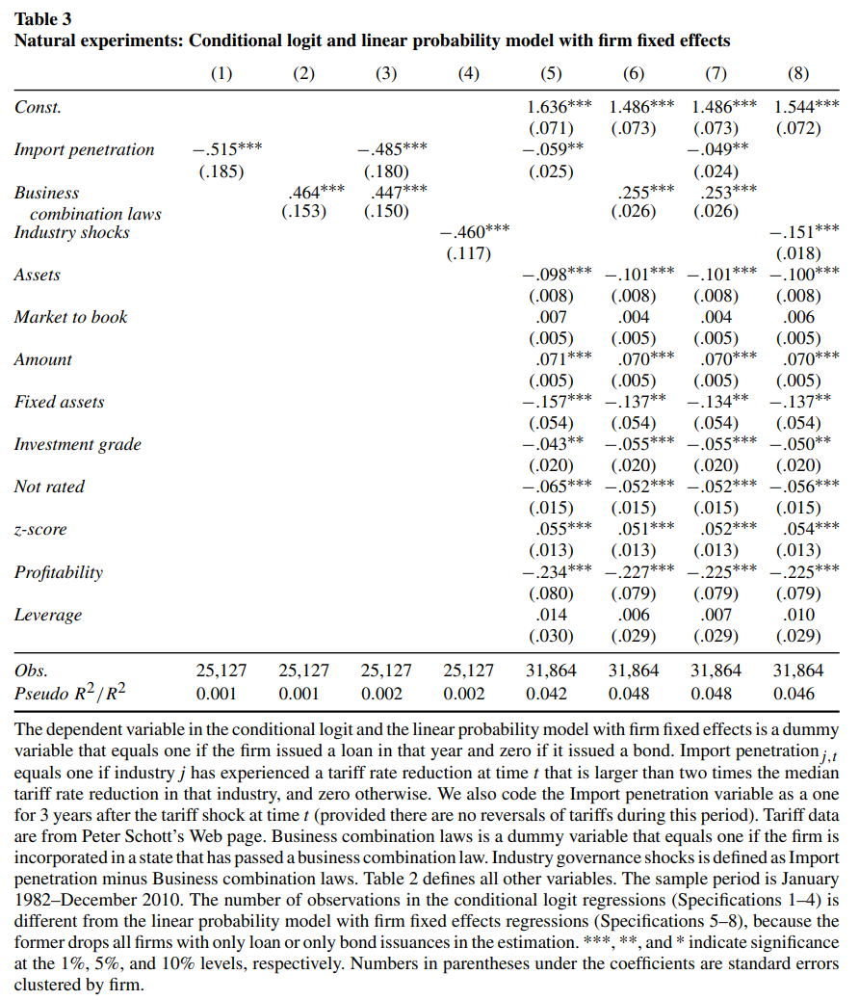 Table 3
Natural experiments: Conditional logit and linear probability model with firm fixed effects
(1) (2) (3) (4) (5) (6) (7) (8)
Const. 1.636*** 1.486*** 1.486*** 1.544***
(.071) (.073) (.073) (.072)
Import penetration −.515*** −.485*** −.059** −.049**
(.185) (.180) (.025) (.024)
Business .464*** .447*** .255*** .253***
combination laws (.153) (.150) (.026) (.026)
Industry shocks −.460*** −.151***
(.117) (.018)
Assets −.098*** −.101*** −.101*** −.100***
(.008) (.008) (.008) (.008)
Market to book .007 .004 .004 .006
(.005) (.005) (.005) (.005)
Amount .071*** .070*** .070*** .070***
(.005) (.005) (.005) (.005)
Fixed assets −.157*** −.137** −.134** −.137**
(.054) (.054) (.054) (.054)
Investment grade −.043** −.055*** −.055*** −.050**
(.020) (.020) (.020) (.020)
Not rated −.065*** −.052*** −.052*** −.056***
(.015) (.015) (.015) (.015)
z-score .055*** .051*** .052*** .054***
(.013) (.013) (.013) (.013)
Profitability −.234*** −.227*** −.225*** −.225***
(.080) (.079) (.079) (.079)
Leverage .014 .006 .007 .010
(.030) (.029) (.029) (.029)
Obs. 25,127 25,127 25,127 25,127 31,864 31,864 31,864 31,864
Pseudo R²/R² 0.001 0.001 0.002 0.002 0.042 0.048 0.048 0.046
The dependent variable in the conditional logit and the linear probability model with firm fixed effects is a dummy
variable that equals one if the firm issued a loan in that year and zero if it issued a bond. Import penetration j,t
equals one if industry j has experienced a tariff rate reduction at time t that is larger than two times the median
tariff rate reduction in that industry, and zero otherwise. We also code the Import penetration variable as a one
for 3 years after the tariff shock at time t (provided there are no reversals of tariffs during this period). Tariff data
are from Peter Schott's Web page. Business combination laws is a dummy variable that equals one if the firm is
incorporated in a state that has passed a business combination law. Industry governance shocks is defined as Import
penetration minus Business combination laws. Table 2 defines all other variables. The sample period is January
1982–December 2010. The number of observations in the conditional logit regressions (Specifications 1–4) is
different from the linear probability model with firm fixed effects regressions (Specifications 5–8), because the
former drops all firms with only loan or only bond issuances in the estimation. ***, **, and * indicate significance
at the 1%, 5%, and 10% levels, respectively. Numbers in parentheses under the coefficients are standard errors
clustered by firm.